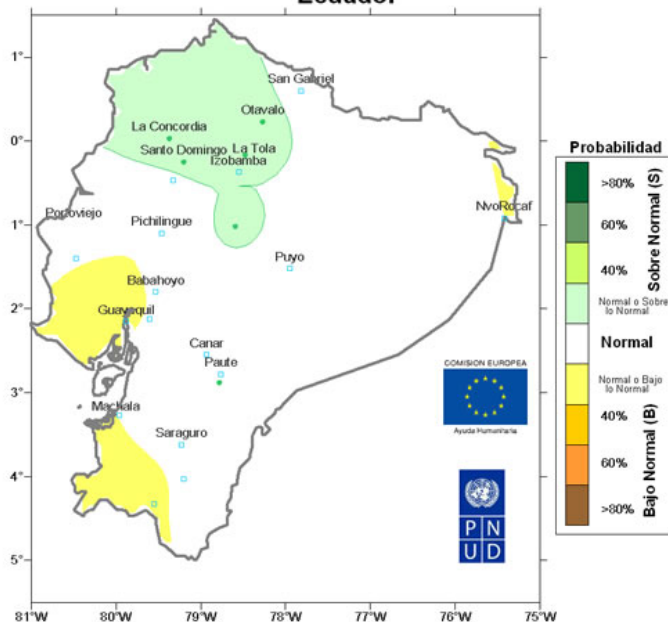 Ecuador
1°
San Gabriel
Otavalo
La Concordia
0°
Santo Domingo
La Tola
Izobamba
Portoviejo
NvoRocaf
1°
Pichilingue
Puyo
Babahoyo
2°
Guayaquil
Canar
Paute
3°
Machala
Saraguro
4°
5°
81°W
80°W
79°W
78°W
77°W
76°W
75°W
COMISION EUROPEA
Ayuda Humanitaria
P N
U D
Probabilidad
>80%
60%
40%
Sobre Normal (S)
Normal o Sobre
lo Normal
Normal
Normal o Bajo
lo Normal
40%
60%
>80%
Bajo Normal (B)